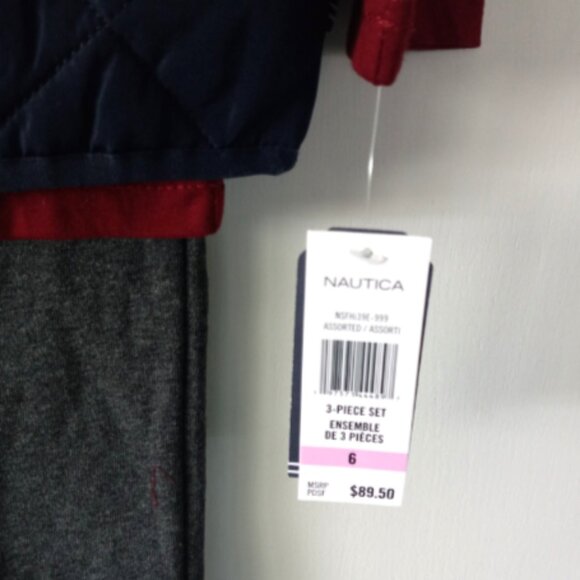 NAUTICA
ASSORTED / ASSORTI
3-PIECE SET
ENSEMBLE
DE 3 PIÈCES
6
MSRP
PDSF $89.50